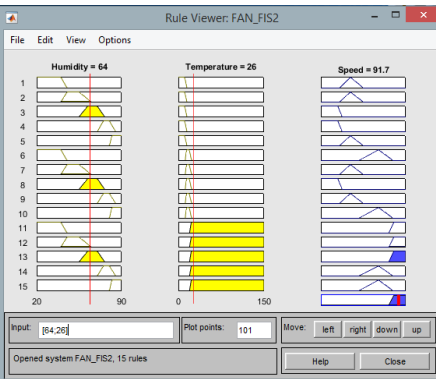 Rule Viewer: FAN_FIS2
File Edit View Options
Humidity = 64 Temperature = 26 Speed = 91.7
1
2
3
4
5
6
7
8
9
10
11
12
13
14
15
20 90 0 150
Input: [64;26] Plot points: 101 Move: left right down up
Opened system FAN_FIS2, 15 rules Help Close